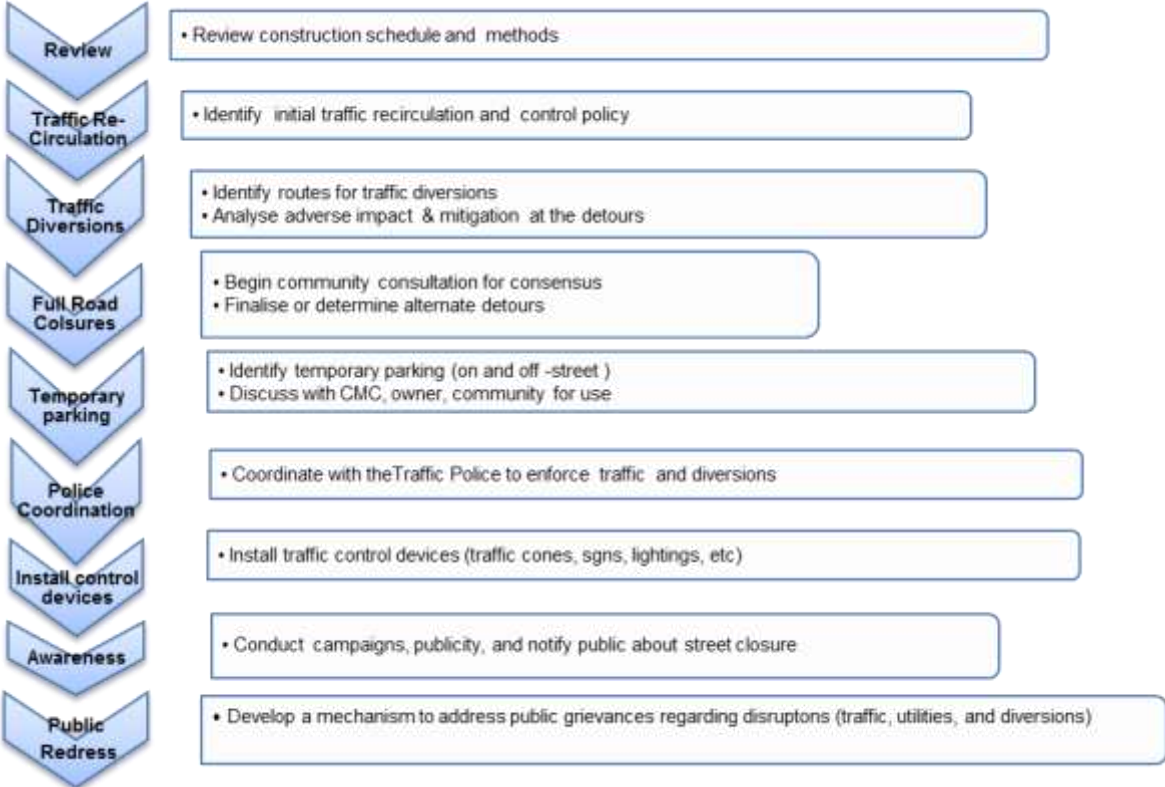 Review
• Review construction schedule and methods
Traffic Re-
Circulation
• Identify initial traffic recirculation and control policy
Traffic
Diversions
• Identify routes for traffic diversions
• Analyse adverse impact & mitigation at the detours
Full Road
Colsures
• Begin community consultation for consensus
• Finalise or determine alternate detours
Temporary
parking
• Identify temporary parking (on and off -street )
• Discuss with CMC, owner, community for use
Police
Coordination
• Coordinate with theTraffic Police to enforce traffic and diversions
Install control
devices
• Install traffic control devices (traffic cones, sgns, lightings, etc)
Awareness
• Conduct campaigns, publicity, and notify public about street closure
Public
Redress
• Develop a mechanism to address public grievances regarding disruptons (traffic, utilities, and diversions)